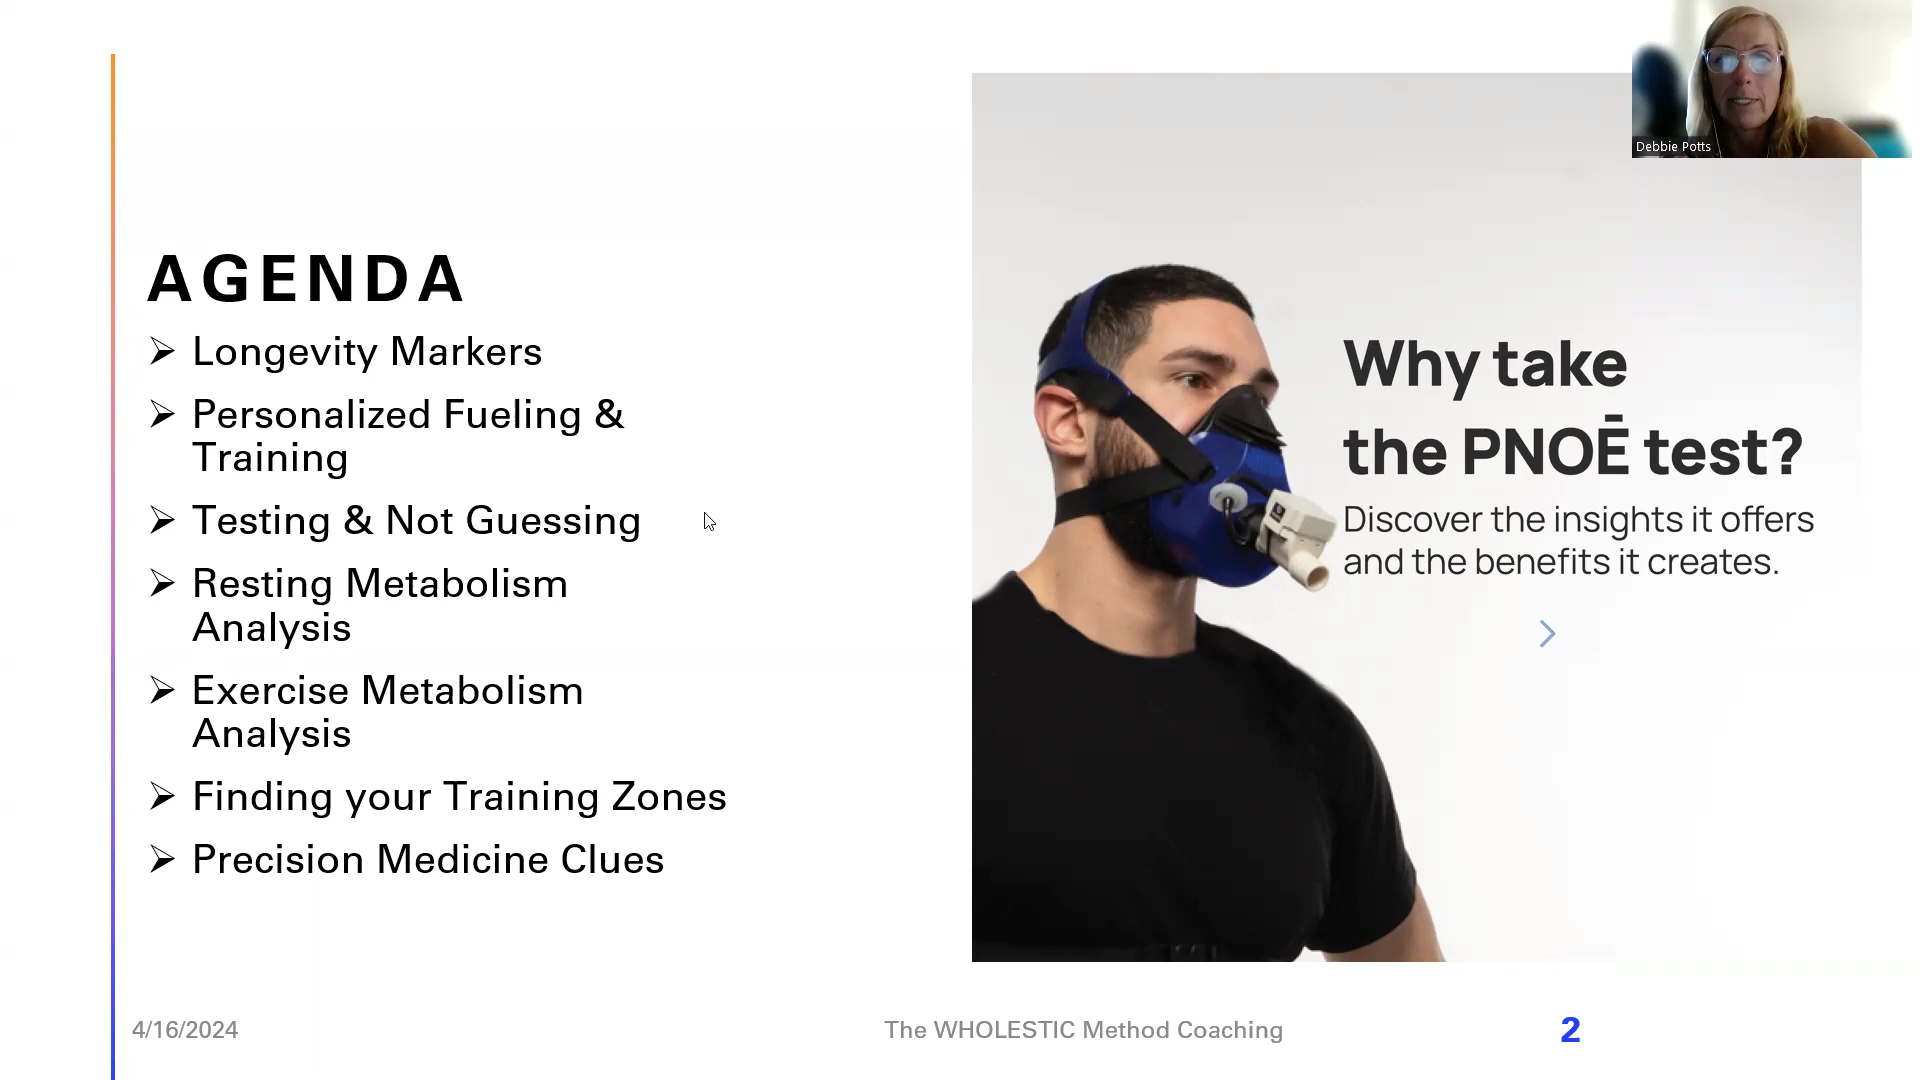 AGENDA
➢ Longevity Markers
➢ Personalized Fueling &
Training
➢ Testing & Not Guessing
➢ Resting Metabolism
Analysis
➢ Exercise Metabolism
Analysis
➢ Finding your Training Zones
➢ Precision Medicine Clues
Why take
the PNOĒ test?
Discover the insights it offers
and the benefits it creates.
Debbie Potts
4/16/2024
The WHOLESTIC Method Coaching
2